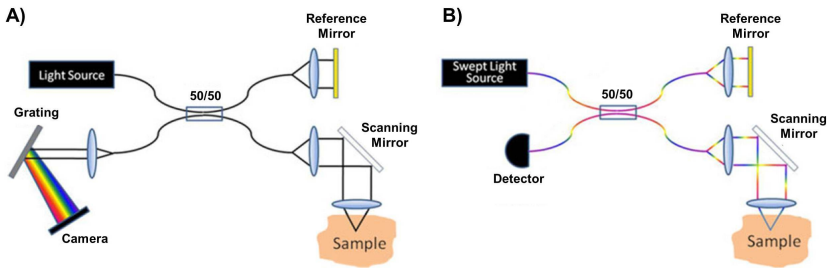 A)
Light Source
50/50
Reference
Mirror
Grating
Scanning
Mirror
Camera
Sample
B)
Swept Light
Source
50/50
Reference
Mirror
Scanning
Mirror
Detector
Sample